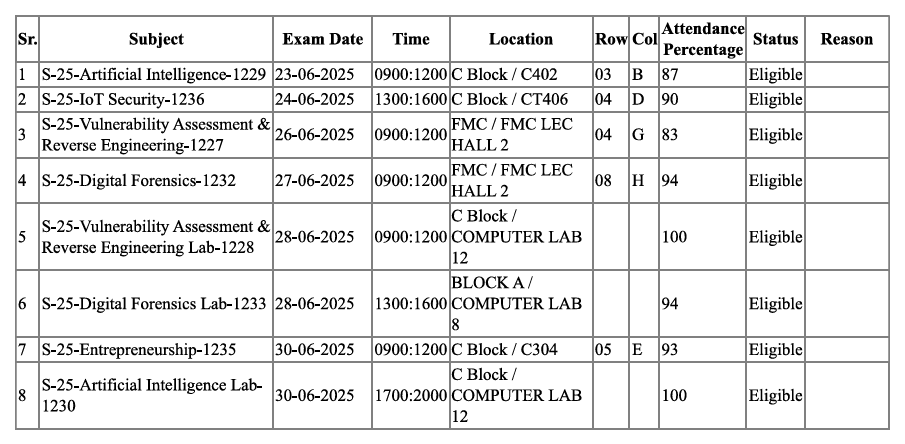 Sr. Subject Exam Date Time Location Row Col Attendance Percentage Status Reason
1 S-25-Artificial Intelligence-1229 23-06-2025 0900:1200 C Block / C402 03 B 87 Eligible
2 S-25-IoT Security-1236 24-06-2025 1300:1600 C Block / CT406 04 D 90 Eligible
3 S-25-Vulnerability Assessment & Reverse Engineering-1227 26-06-2025 0900:1200 FMC / FMC LEC HALL 2 04 G 83 Eligible
4 S-25-Digital Forensics-1232 27-06-2025 0900:1200 FMC / FMC LEC HALL 2 08 H 94 Eligible
5 S-25-Vulnerability Assessment & Reverse Engineering Lab-1228 28-06-2025 0900:1200 C Block / COMPUTER LAB 12 100 Eligible
6 S-25-Digital Forensics Lab-1233 28-06-2025 1300:1600 BLOCK A / COMPUTER LAB 8 94 Eligible
7 S-25-Entrepreneurship-1235 30-06-2025 0900:1200 C Block / C304 05 E 93 Eligible
8 S-25-Artificial Intelligence Lab-1230 30-06-2025 1700:2000 C Block / COMPUTER LAB 12 100 Eligible